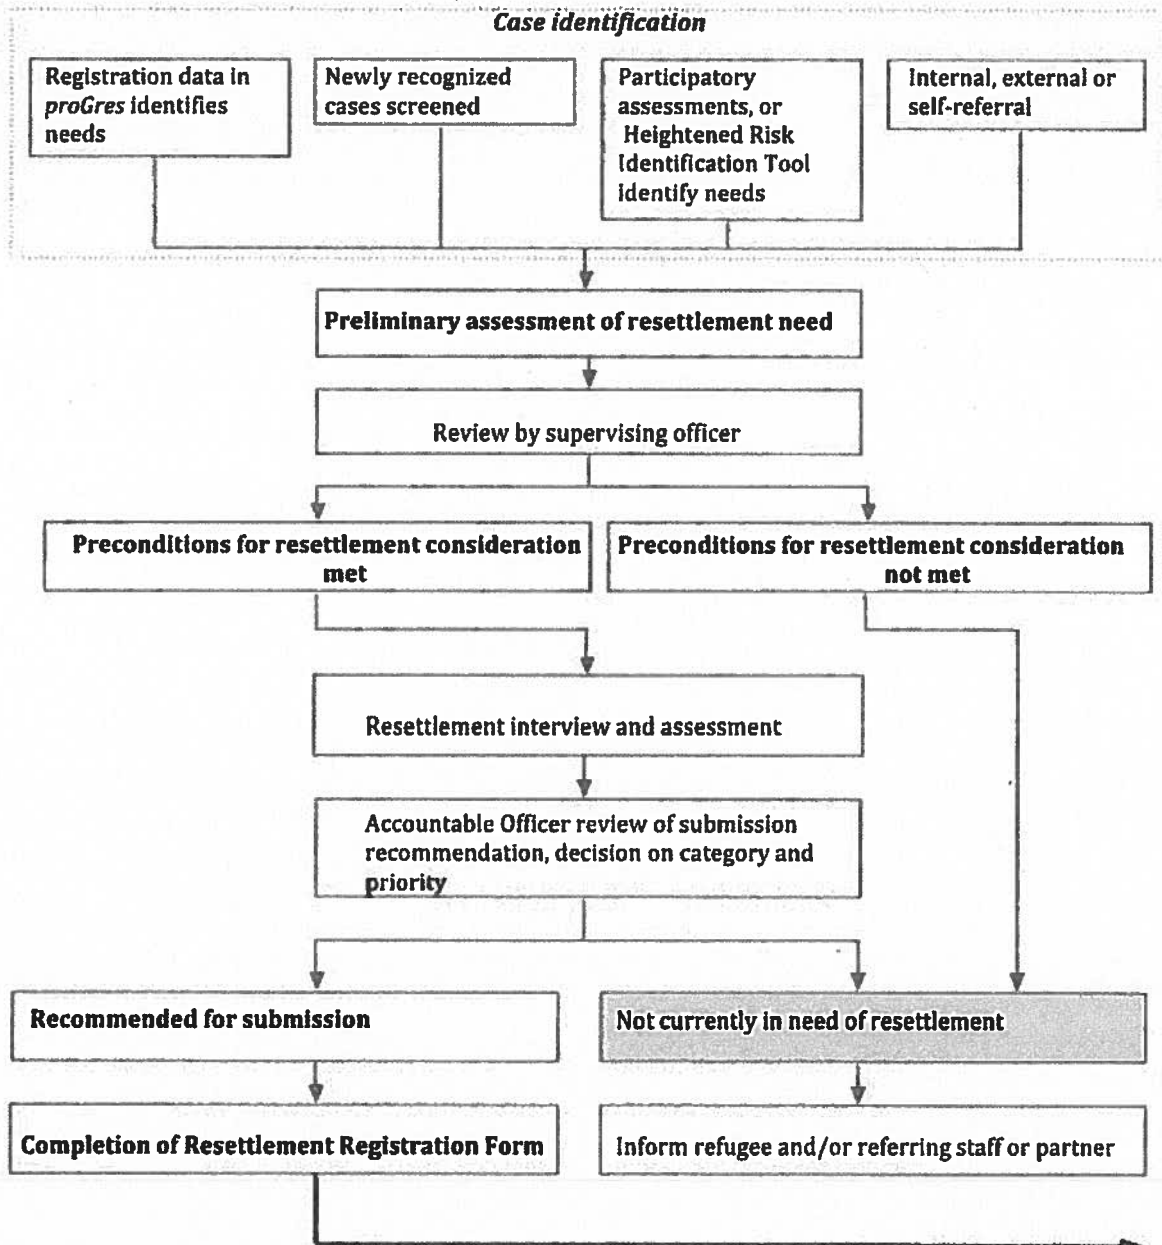 Case identification
Registration data in
proGres identifies
needs
Newly recognized
cases screened
Participatory
assessments, or
Heightened Risk
Identification Tool
identify needs
Internal, external or
self-referral
Preliminary assessment of resettlement need
Review by supervising officer
Preconditions for resettlement consideration
met
Preconditions for resettlement consideration
not met
Resettlement interview and assessment
Accountable Officer review of submission
recommendation, decision on category and
priority
Recommended for submission
Not currently in need of resettlement
Completion of Resettlement Registration Form
Inform refugee and/or referring staff or partner